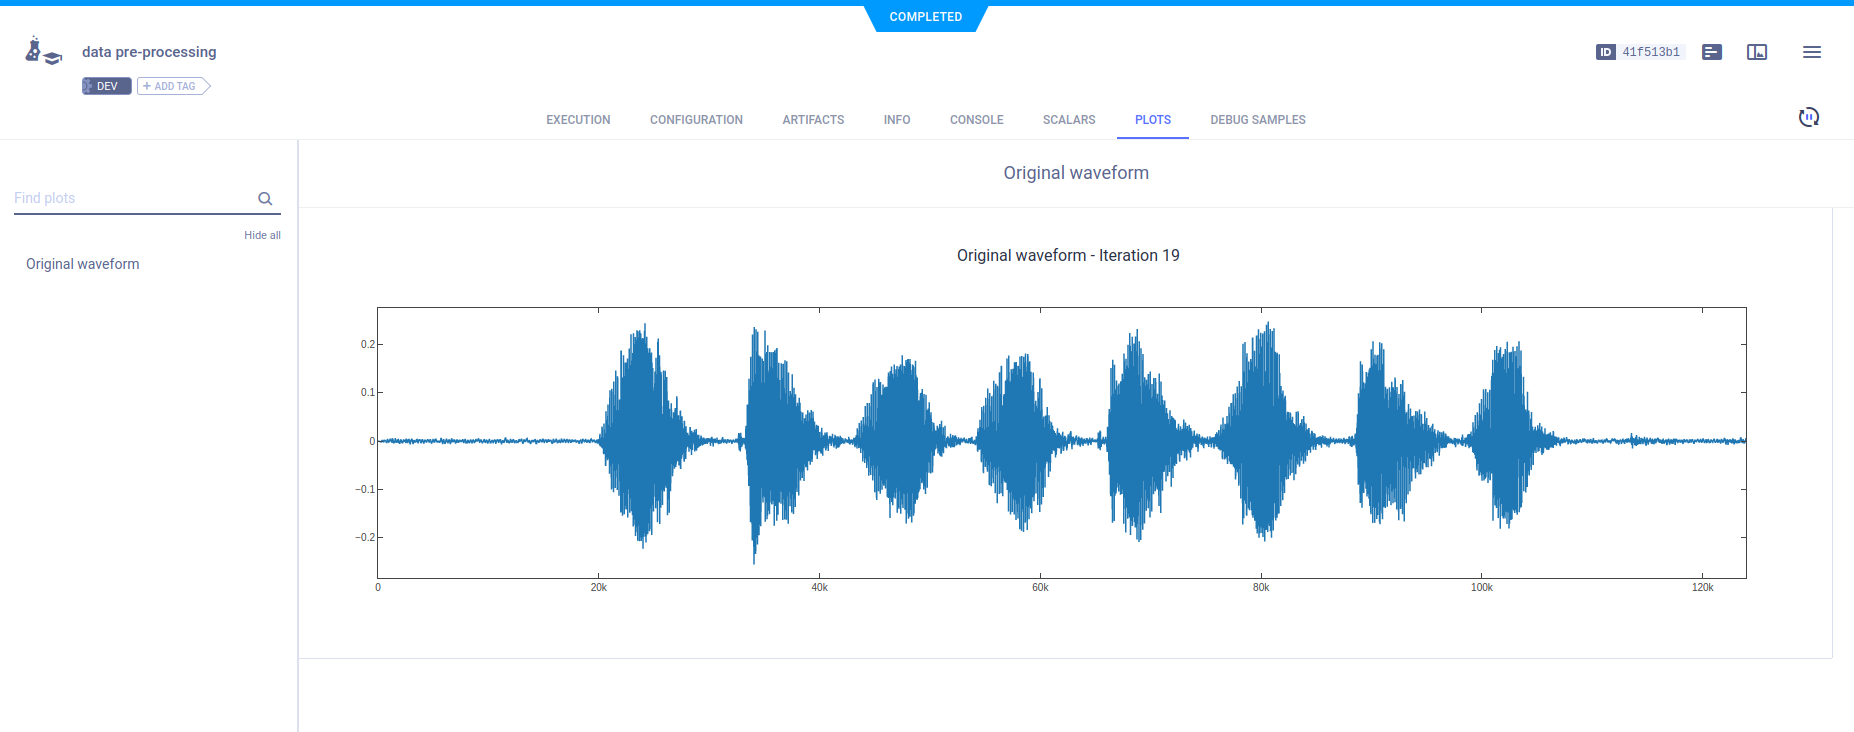 COMPLETED
data pre-processing
ID 41f513b1
DEV + ADD TAG
EXECUTION CONFIGURATION ARTIFACTS INFO CONSOLE SCALARS PLOTS DEBUG SAMPLES
Original waveform
Find plots
Hide all
Original waveform
Original waveform - Iteration 19
0.2
0.1
0
−0.1
−0.2
0 20k 40k 60k 80k 100k 120k